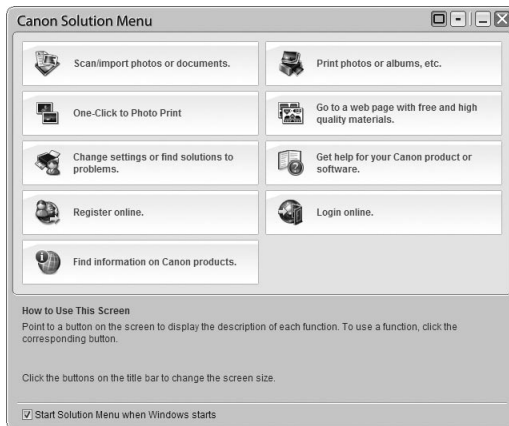 Canon Solution Menu
Scan/import photos or documents.
Print photos or albums, etc.
One-Click to Photo Print
Go to a web page with free and high
quality materials.
Change settings or find solutions to
problems.
Get help for your Canon product or
software.
Register online.
Login online.
Find information on Canon products.
How to Use This Screen
Point to a button on the screen to display the description of each function. To use a function, click the
corresponding button.
Click the buttons on the title bar to change the screen size.
Start Solution Menu when Windows starts